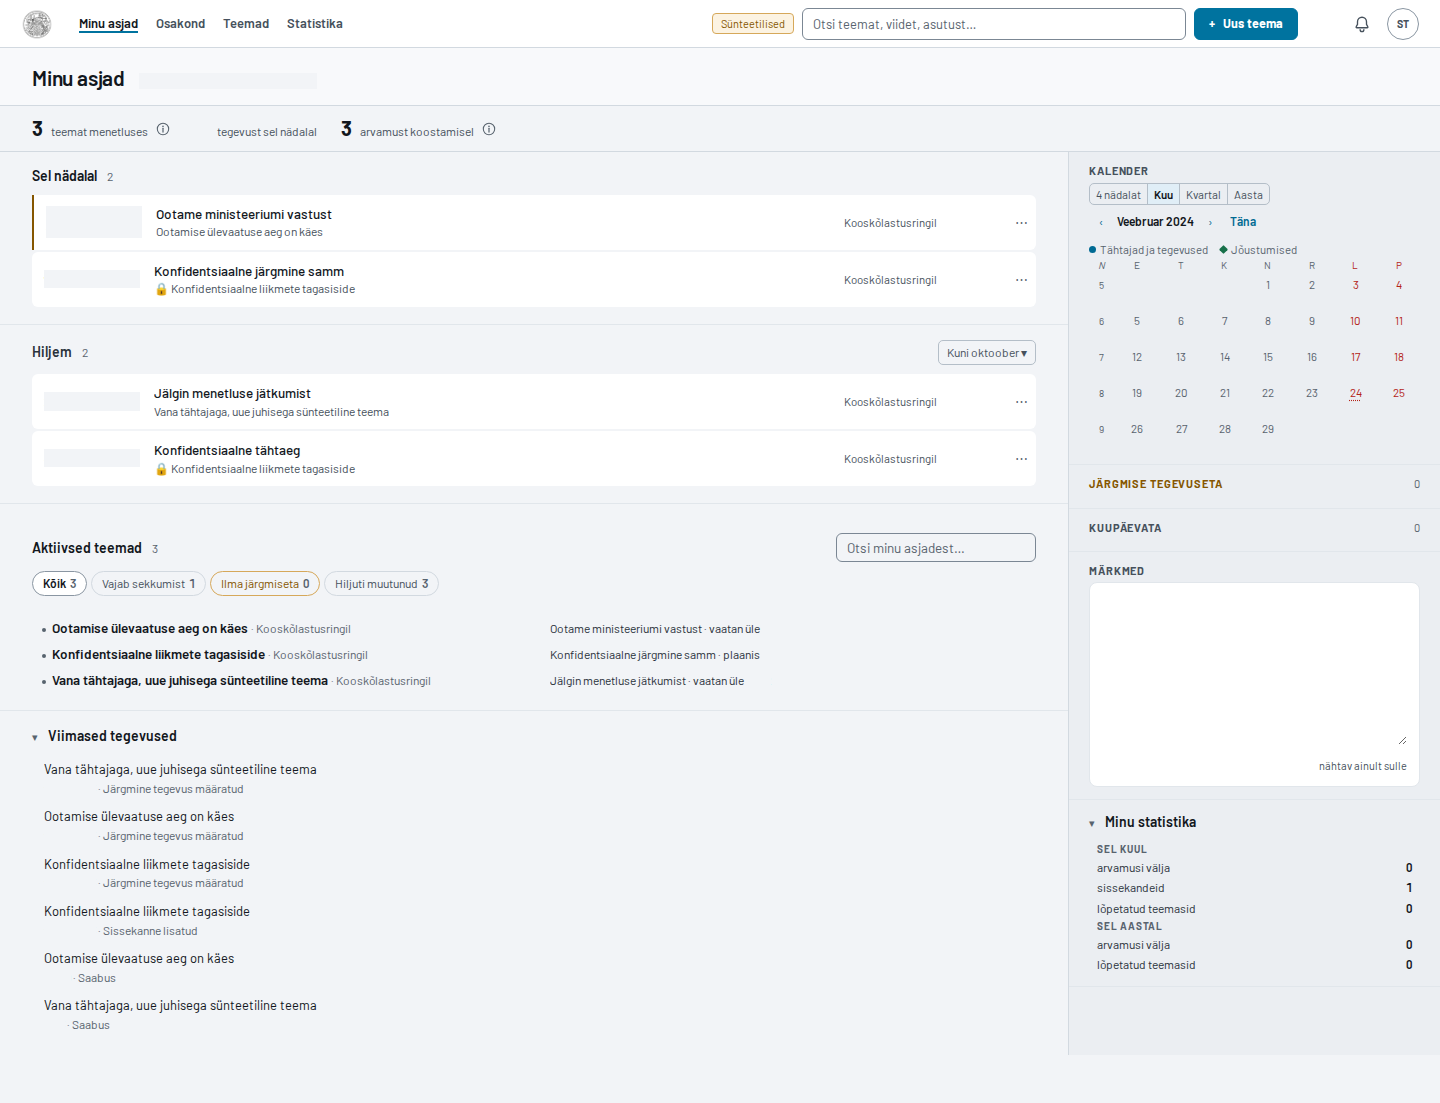 Minu asjad Osakond Teemad Statistika Sünteetilised Otsi teemat, viidet, asutust... + Uus teema ST
Minu asjad
3 teemat menetluses tegevust sel nädalal 3 arvamust koostamisel
Sel nädalal 2
Ootame ministeeriumi vastust
Ootamise ülevaatuse aeg on käes
Kooskõlastusringil ...
Konfidentsiaalne järgmine samm
🔒 Konfidentsiaalne liikmete tagasiside
Kooskõlastusringil ...
Hiljem 2 Kuni oktoober ▾
Jälgin menetluse jätkumist
Vana tähtajaga, uue juhisega sünteetiline teema
Kooskõlastusringil ...
Konfidentsiaalne tähtaeg
🔒 Konfidentsiaalne liikmete tagasiside
Kooskõlastusringil ...
Aktiivsed teemad 3 Otsi minu asjadest...
Kõik 3 Vajab sekkumist 1 Ilma järgmiseta 0 Hiljuti muutunud 3
• Ootamise ülevaatuse aeg on käes · Kooskõlastusringil Ootame ministeeriumi vastust · vaatan üle
• Konfidentsiaalne liikmete tagasiside · Kooskõlastusringil Konfidentsiaalne järgmine samm · plaanis
• Vana tähtajaga, uue juhisega sünteetiline teema · Kooskõlastusringil Jälgin menetluse jätkumist · vaatan üle
▾ Viimased tegevused
Vana tähtajaga, uue juhisega sünteetiline teema
· Järgmine tegevus määratud
Ootamise ülevaatuse aeg on käes
· Järgmine tegevus määratud
Konfidentsiaalne liikmete tagasiside
· Järgmine tegevus määratud
Konfidentsiaalne liikmete tagasiside
· Sissekanne lisatud
Ootamise ülevaatuse aeg on käes
· Saabus
Vana tähtajaga, uue juhisega sünteetiline teema
· Saabus
KALENDER
4 nädalat Kuu Kvartal Aasta
‹ Veebruar 2024 › Täna
Tähtajad ja tegevused Jõustumised
N E T K N R L P
5 1 2 3 4
6 5 6 7 8 9 10 11
7 12 13 14 15 16 17 18
8 19 20 21 22 23 24 25
9 26 27 28 29
JÄRGMISE TEGEVUSETA 0
KUUPÄEVATA 0
MÄRKMED
nähtav ainult sulle
▾ Minu statistika
SEL KUUL
arvamusi välja 0
sissekandeid 1
lõpetatud teemasid 0
SEL AASTAL
arvamusi välja 0
lõpetatud teemasid 0